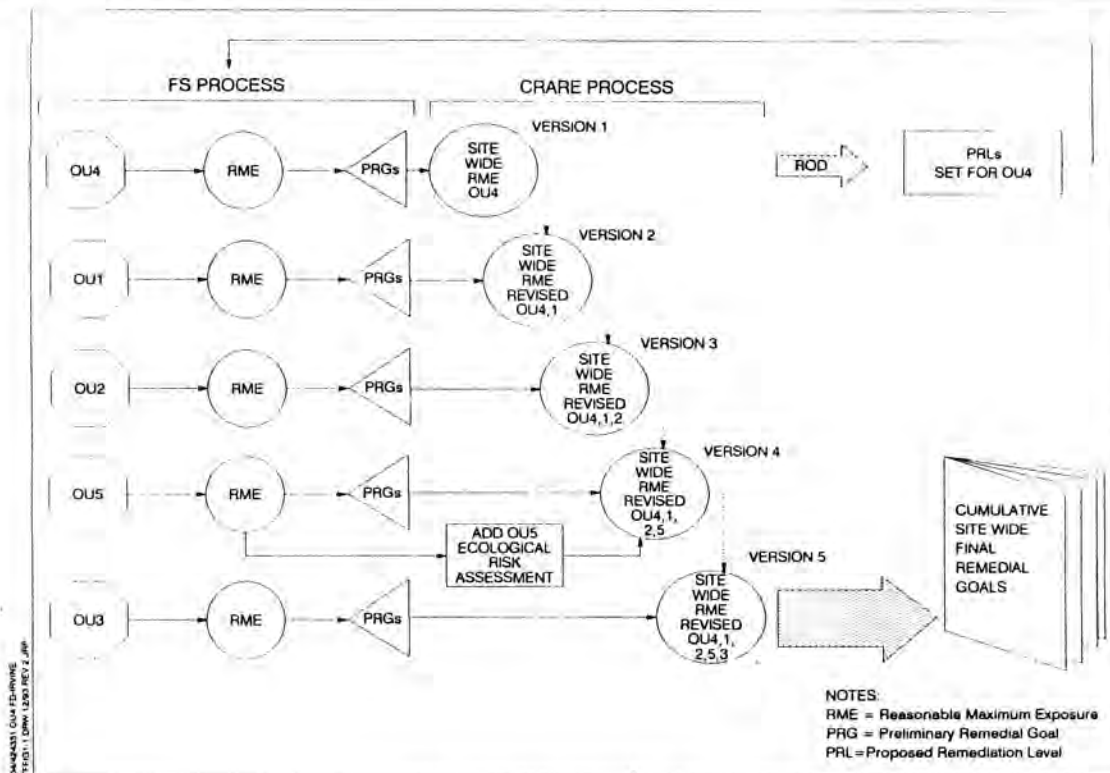 FS PROCESS
CRARE PROCESS
OU4
RME
PRGs
VERSION 1
SITE
WIDE
RME
OU4
ROD
PRLs
SET FOR OU4
OU1
RME
PRGs
VERSION 2
SITE
WIDE
RME
REVISED
OU4,1
OU2
RME
PRGs
VERSION 3
SITE
WIDE
RME
REVISED
OU4,1,2
OU5
RME
PRGs
VERSION 4
SITE
WIDE
RME
REVISED
OU4,1,
2,5
ADD OU5
ECOLOGICAL
RISK
ASSESSMENT
OU3
RME
PRGs
VERSION 5
SITE
WIDE
RME
REVISED
OU4,1,
2,5,3
CUMULATIVE
SITE WIDE
FINAL
REMEDIAL
GOALS
NOTES:
RME = Reasonable Maximum Exposure
PRG = Preliminary Remedial Goal
PRL=Proposed Remediation Level